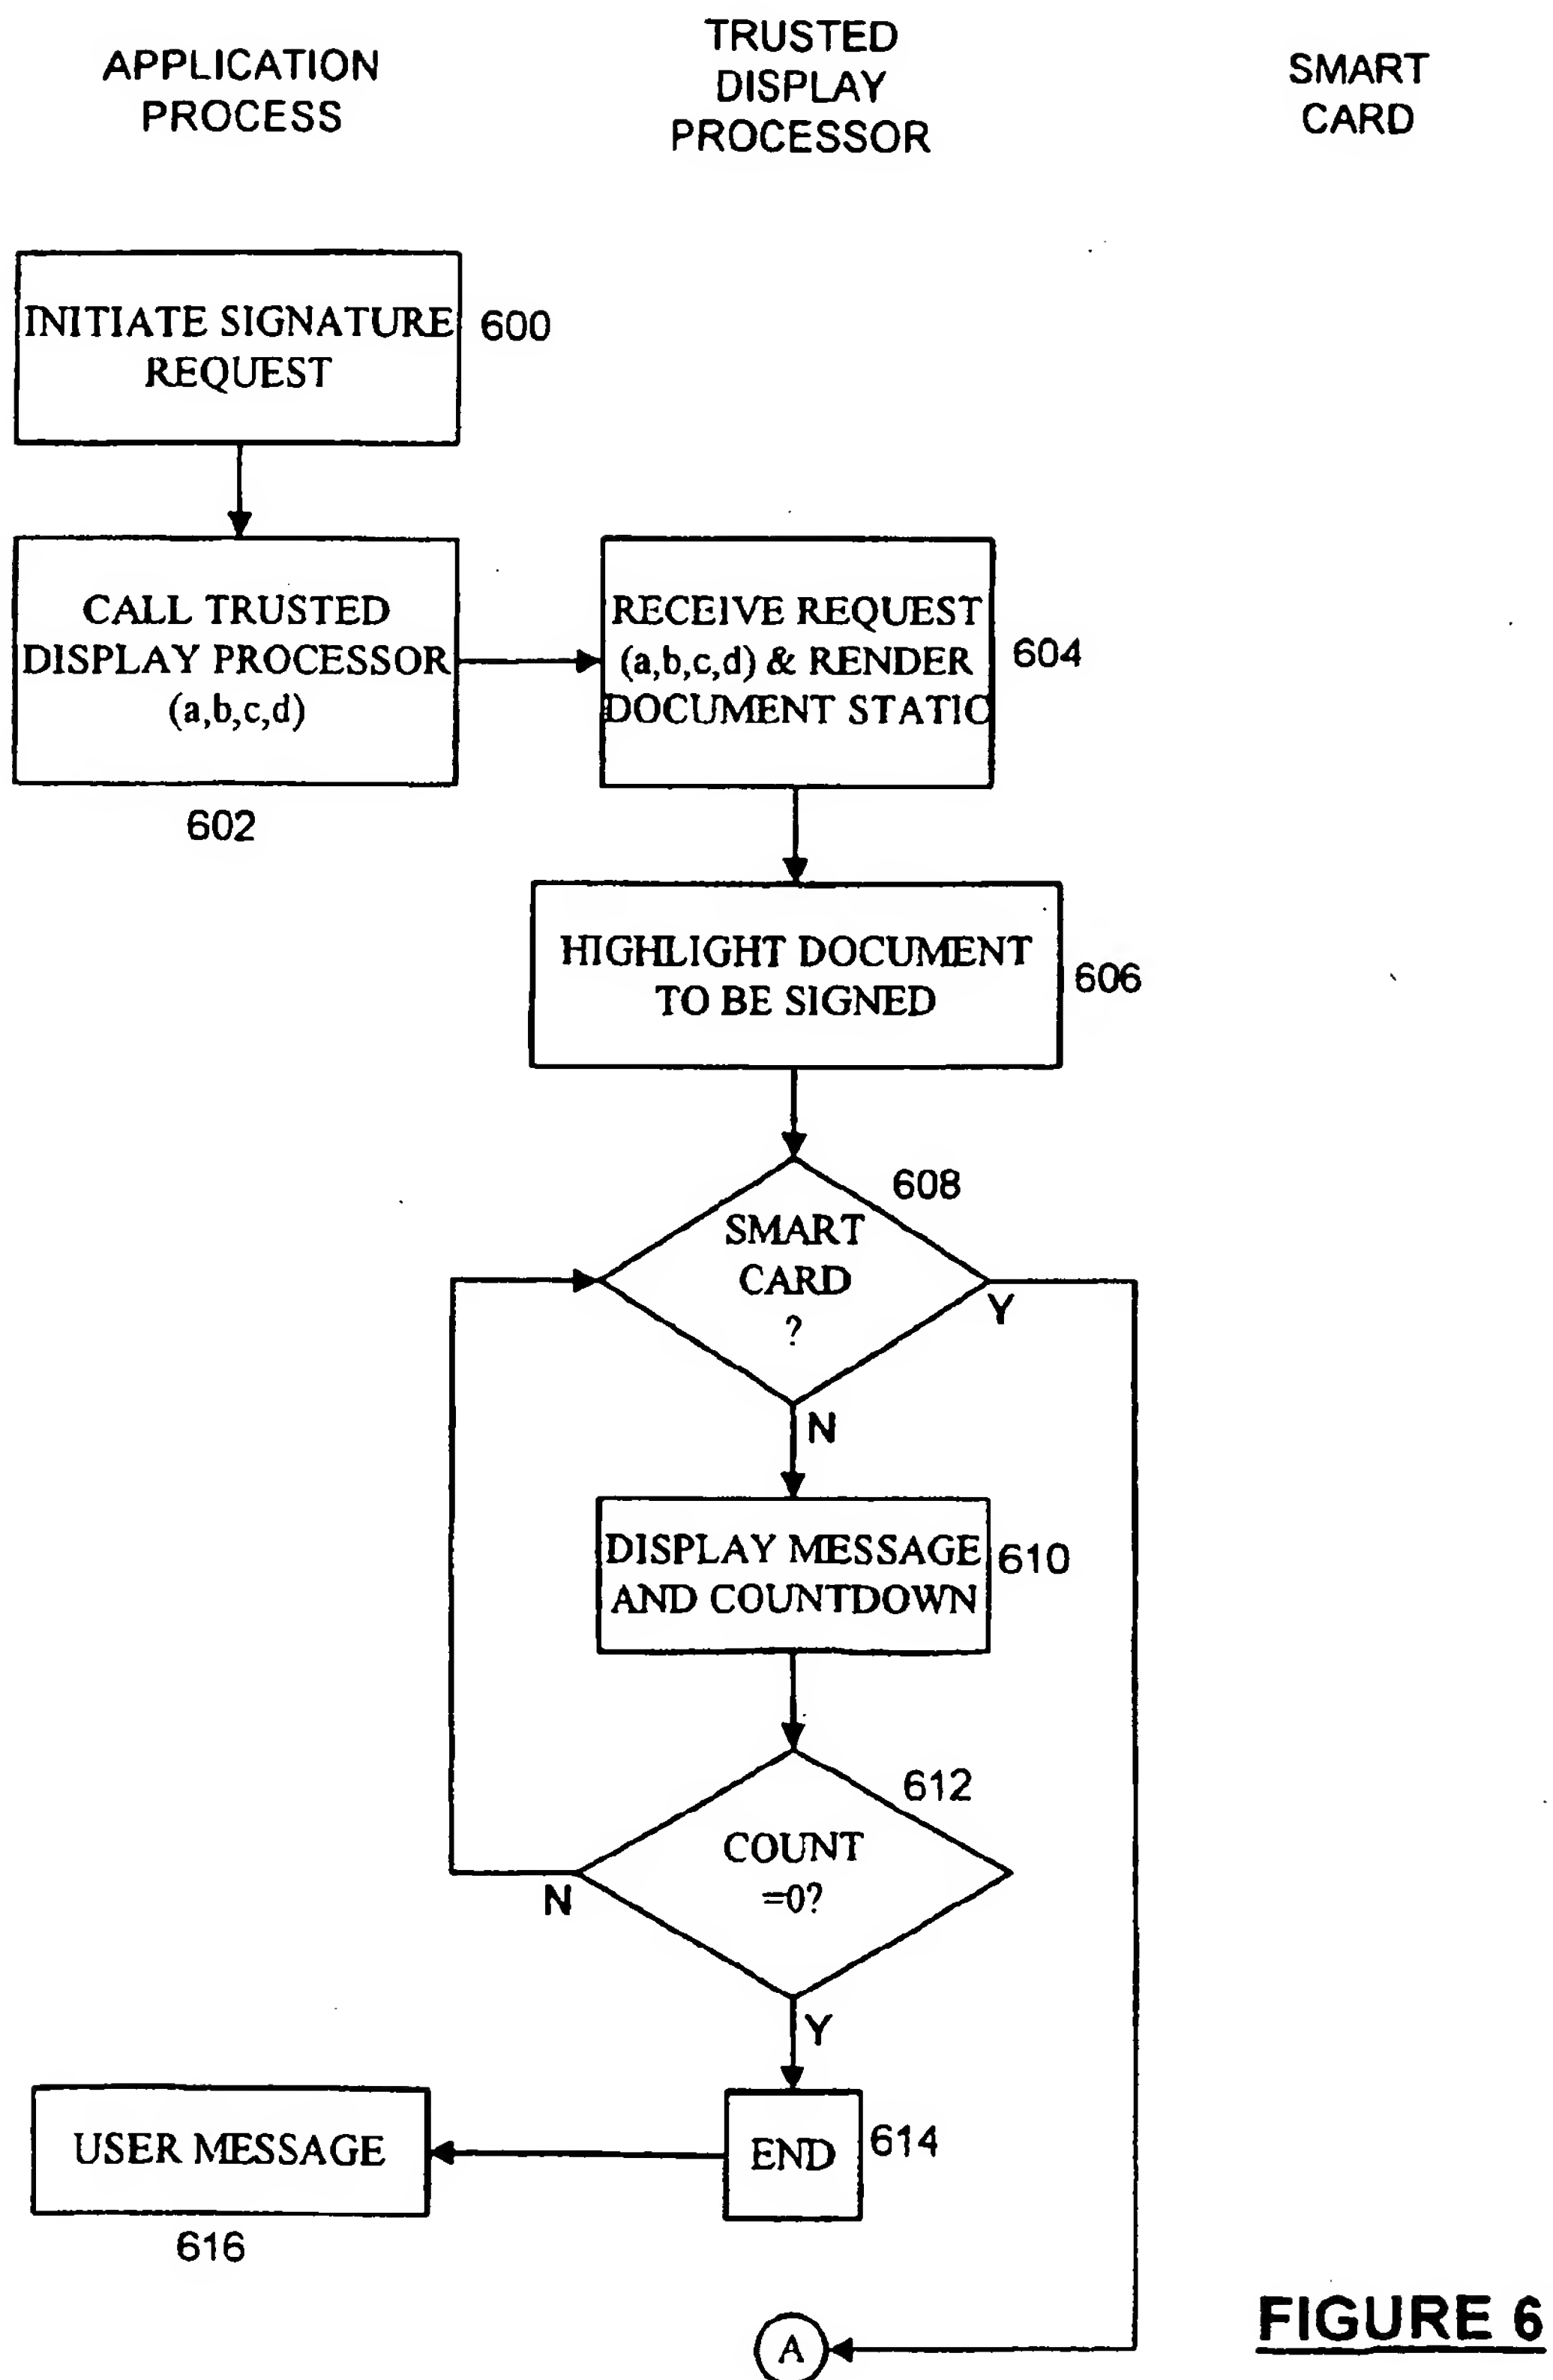 APPLICATION
PROCESS
TRUSTED
DISPLAY
PROCESSOR
SMART
CARD
INITIATE SIGNATURE
REQUEST
600
CALL TRUSTED
DISPLAY PROCESSOR
(a,b,c,d)
602
RECEIVE REQUEST
(a,b,c,d) & RENDER
DOCUMENT STATIC
604
HIGHLIGHT DOCUMENT
TO BE SIGNED
606
608
SMART
CARD
?
Y
N
DISPLAY MESSAGE
AND COUNTDOWN
610
612
COUNT
=0?
N
Y
END
614
USER MESSAGE
616
A
FIGURE 6